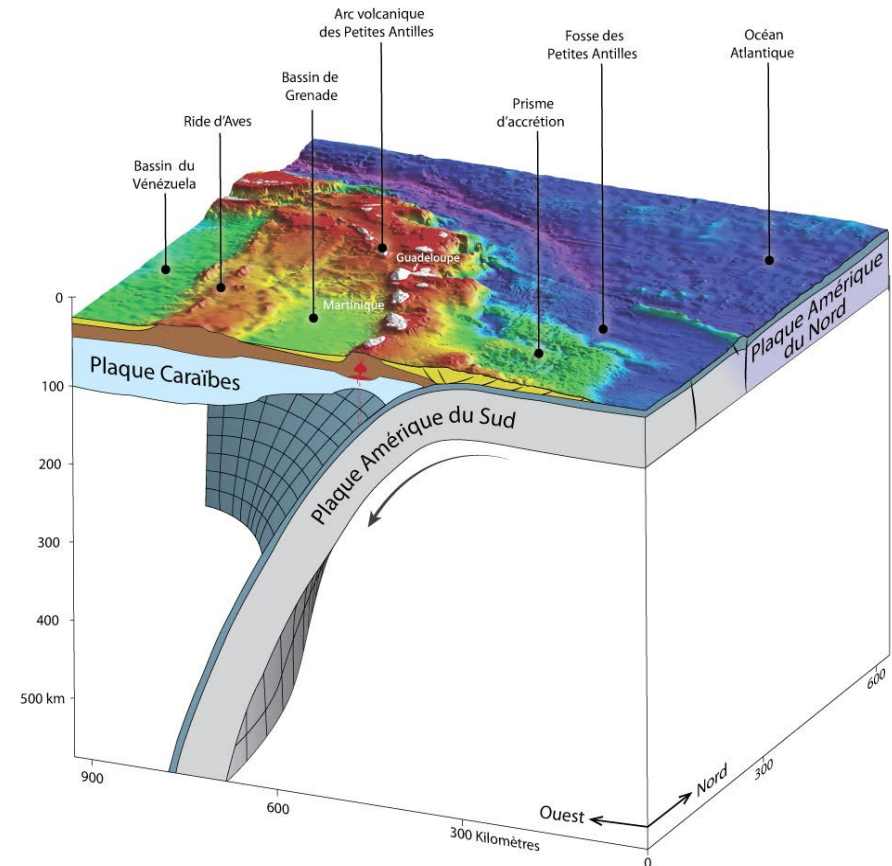 Arc volcanique
des Petites Antilles
Fosse des
Petites Antilles
Océan
Atlantique
Bassin de
Grenade
Prisme
d'accrétion
Ride d'Aves
Bassin du
Vénézuela
Guadeloupe
Martinique
Plaque Amérique
du Nord
0
Plaque Caraïbes
100
Plaque Amérique du Sud
200
300
400
500 km
600
300
Nord
Ouest
900
600
300 Kilomètres
0